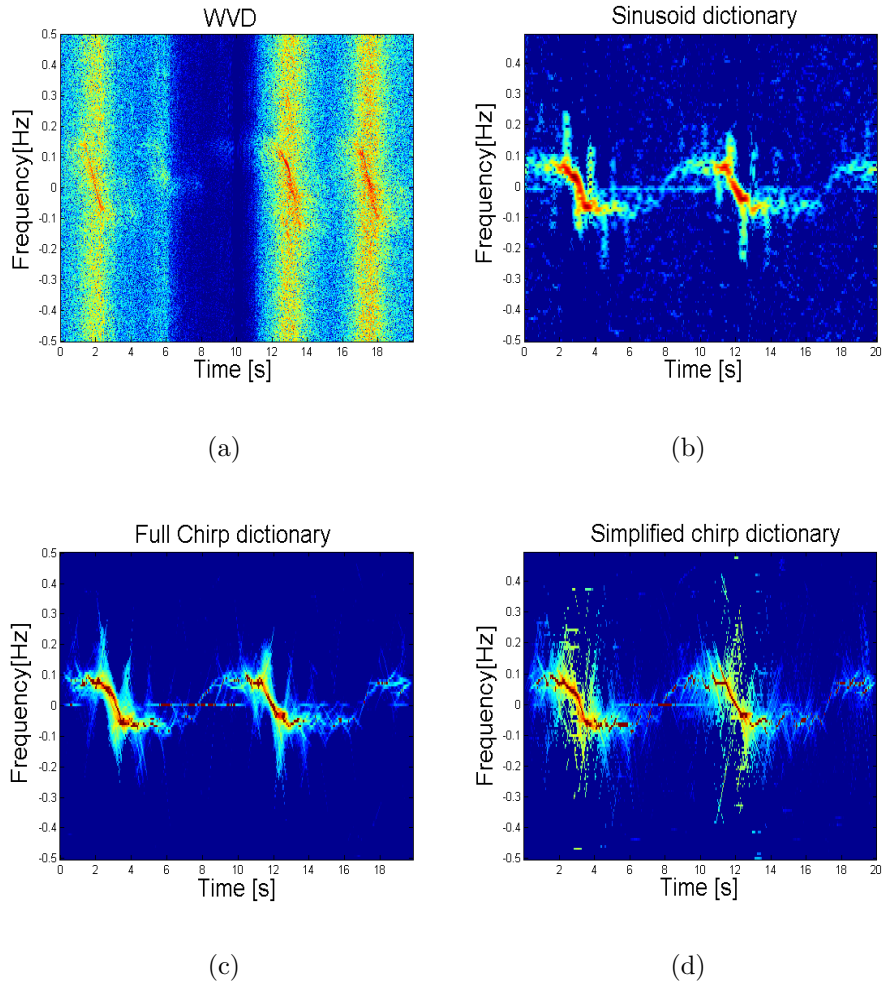 WVD
Frequency[Hz]
0.5
0.4
0.3
0.2
0.1
0
-0.1
-0.2
-0.3
-0.4
-0.5
0 2 4 6 8 10 12 14 16 18
Time [s]
(a)
Sinusoid dictionary
Frequency[Hz]
0.5
0.4
0.3
0.2
0.1
0
-0.1
-0.2
-0.3
-0.4
-0.5
0 2 4 6 8 10 12 14 16 18 20
Time [s]
(b)
Full Chirp dictionary
Frequency[Hz]
0.5
0.4
0.3
0.2
0.1
0
-0.1
-0.2
-0.3
-0.4
-0.5
0 2 4 6 8 10 12 14 16 18
Time [s]
(c)
Simplified chirp dictionary
Frequency[Hz]
0.4
0.3
0.2
0.1
0
-0.1
-0.2
-0.3
-0.4
-0.5
0 2 4 6 8 10 12 14 16 18 20
Time [s]
(d)